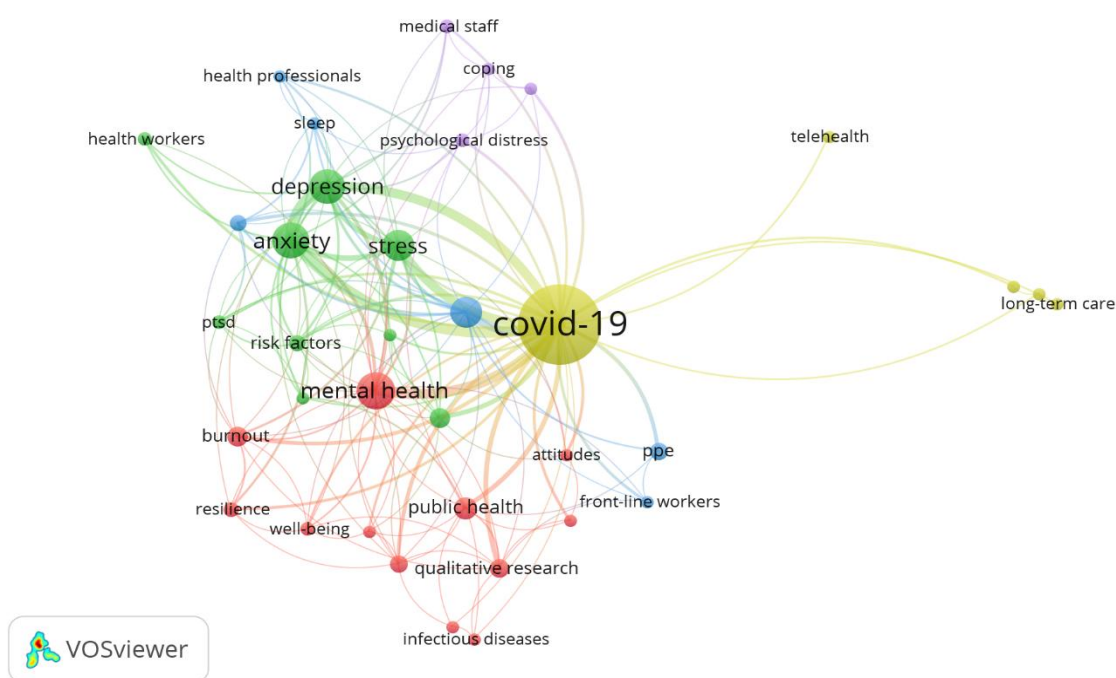 medical staff
coping
health professionals
sleep
health workers
psychological distress
telehealth
depression
anxiety
stress
long-term care
covid-19
ptsd
risk factors
mental health
burnout
attitudes
ppe
resilience
public health
front-line workers
well-being
qualitative research
infectious diseases
VOSviewer